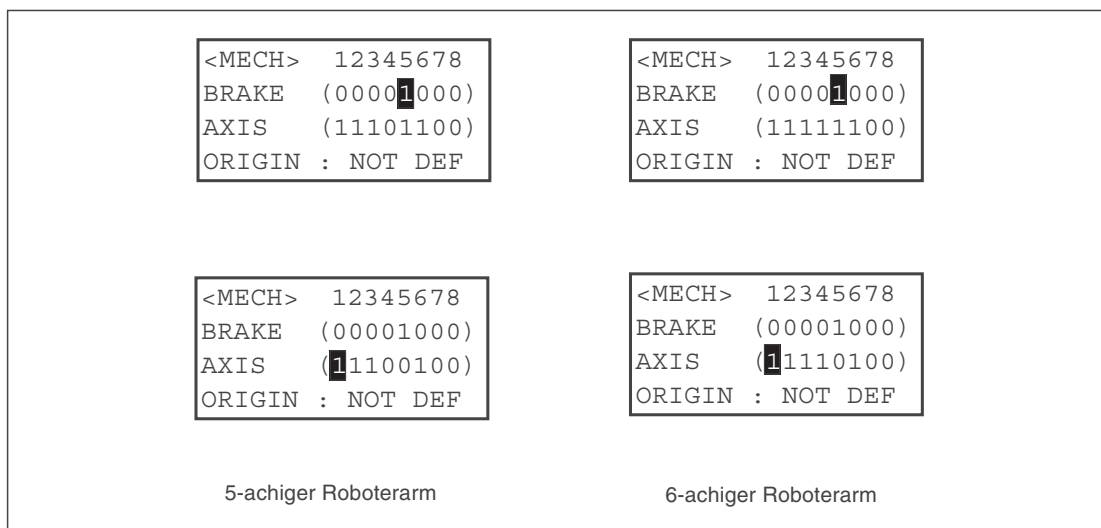 <MECH> 12345678
BRAKE (00001000)
AXIS (11101100)
ORIGIN : NOT DEF
<MECH> 12345678
BRAKE (00001000)
AXIS (11111100)
ORIGIN : NOT DEF
<MECH> 12345678
BRAKE (00001000)
AXIS (11100100)
ORIGIN : NOT DEF
<MECH> 12345678
BRAKE (00001000)
AXIS (11110100)
ORIGIN : NOT DEF
5-achiger Roboterarm
6-achiger Roboterarm